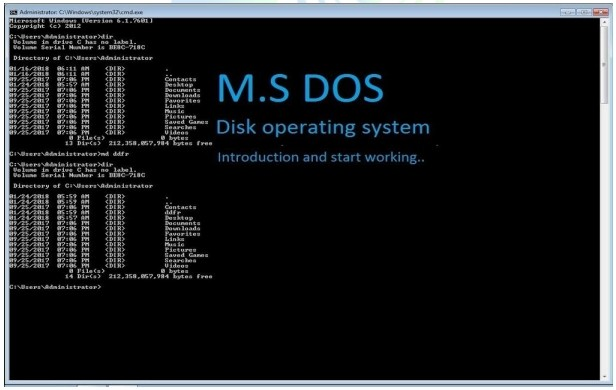 Administrator: C:\Windows\system32\cmd.exe
Microsoft Windows [Version 6.1.7601]
Copyright (c) 2012
C:\Users\Administrator>dir
Volume in drive C has no label.
Volume Serial Number is BE8C-718C
Directory of C:\Users\Administrator
01/16/2018 06:11 AM <DIR> .
01/16/2018 06:11 AM <DIR> ..
09/25/2017 07:06 PM <DIR> Contacts
01/24/2018 05:57 AM <DIR> Desktop
09/25/2017 07:06 PM <DIR> Documents
09/25/2017 07:06 PM <DIR> Downloads
09/25/2017 07:06 PM <DIR> Favorites
09/25/2017 07:06 PM <DIR> Links
09/25/2017 07:06 PM <DIR> Music
09/25/2017 07:06 PM <DIR> Pictures
09/25/2017 07:06 PM <DIR> Saved Games
09/25/2017 07:06 PM <DIR> Searches
09/25/2017 07:06 PM <DIR> Videos
0 File(s) 0 bytes
13 Dir(s) 212,358,057,984 bytes free
C:\Users\Administrator>md ddfr
C:\Users\Administrator>dir
Volume in drive C has no label.
Volume Serial Number is BE8C-718C
Directory of C:\Users\Administrator
01/24/2018 05:59 AM <DIR> .
01/24/2018 05:59 AM <DIR> ..
09/25/2017 07:06 PM <DIR> Contacts
01/24/2018 05:59 AM <DIR> ddfr
01/24/2018 05:57 AM <DIR> Desktop
09/25/2017 07:06 PM <DIR> Documents
09/25/2017 07:06 PM <DIR> Downloads
09/25/2017 07:06 PM <DIR> Favorites
09/25/2017 07:06 PM <DIR> Links
09/25/2017 07:06 PM <DIR> Music
09/25/2017 07:06 PM <DIR> Pictures
09/25/2017 07:06 PM <DIR> Saved Games
09/25/2017 07:06 PM <DIR> Searches
09/25/2017 07:06 PM <DIR> Videos
0 File(s) 0 bytes
14 Dir(s) 212,358,057,984 bytes free
C:\Users\Administrator>
M.S DOS
Disk operating system
Introduction and start working..